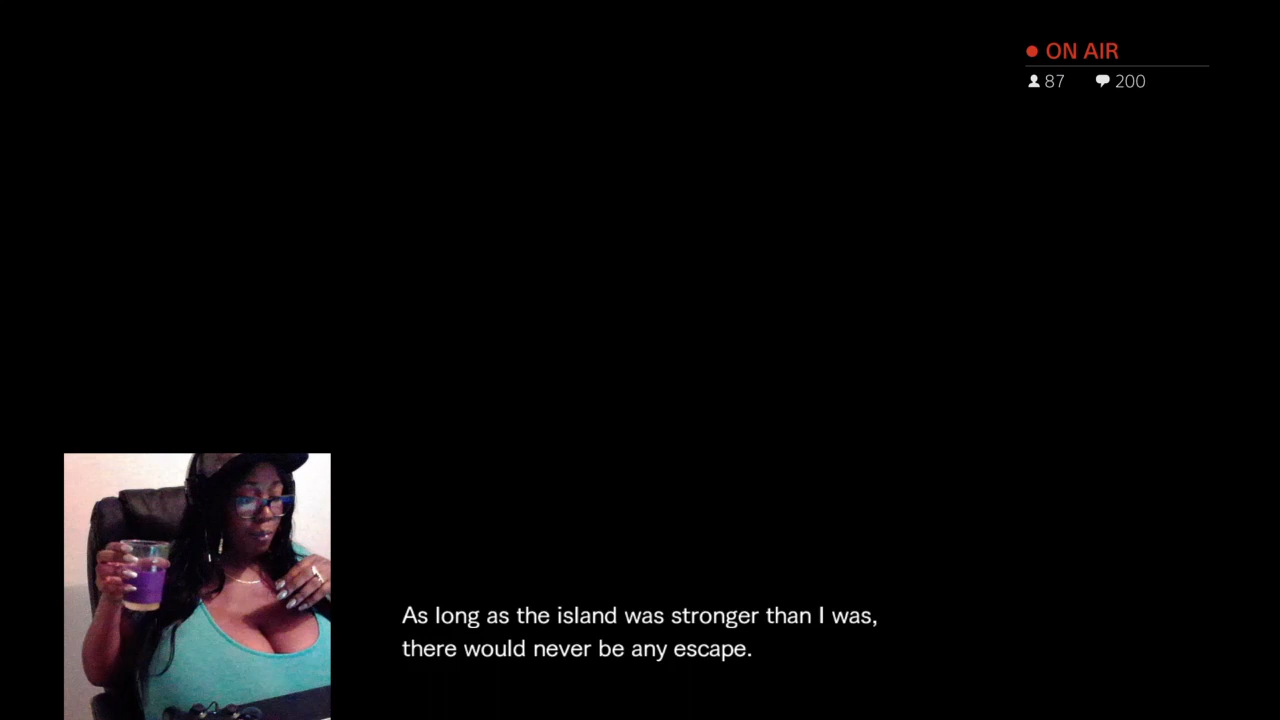 ON AIR
87 200
As long as the island was stronger than I was,
there would never be any escape.